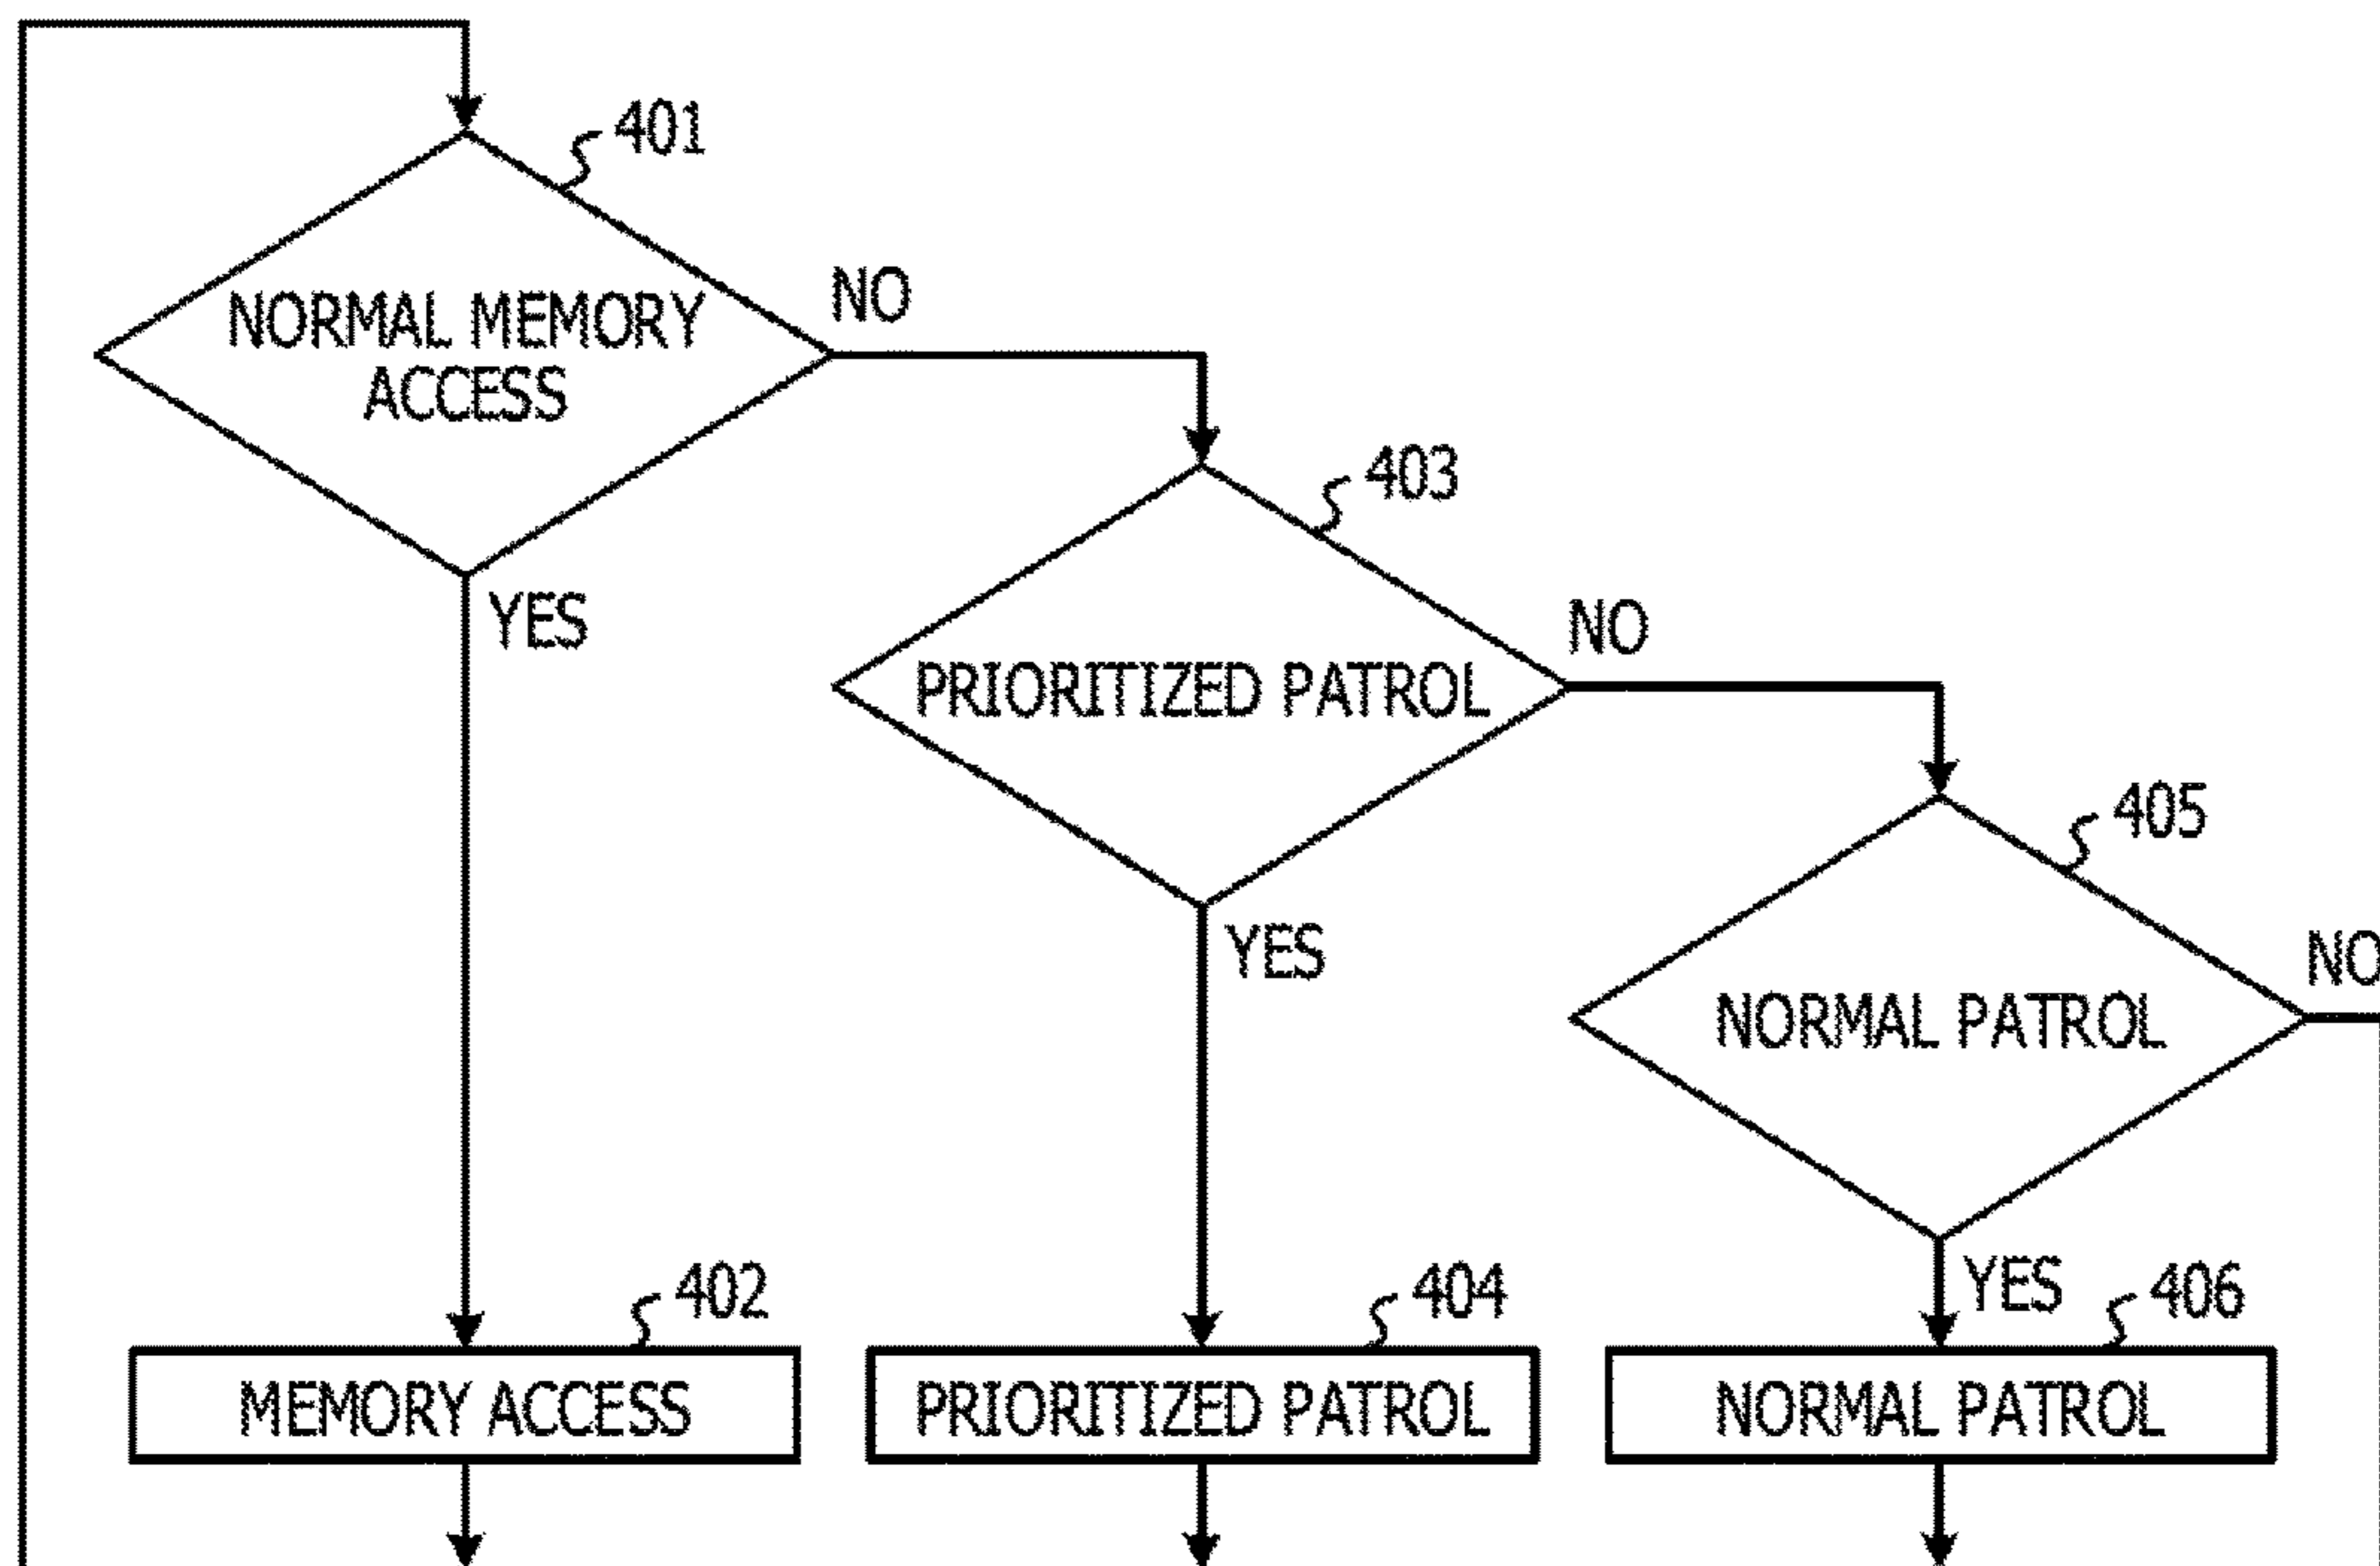 401
NORMAL MEMORY
ACCESS
NO
YES
403
PRIORITIZED PATROL
NO
YES
405
NORMAL PATROL
NO
YES
402
MEMORY ACCESS
404
PRIORITIZED PATROL
406
NORMAL PATROL